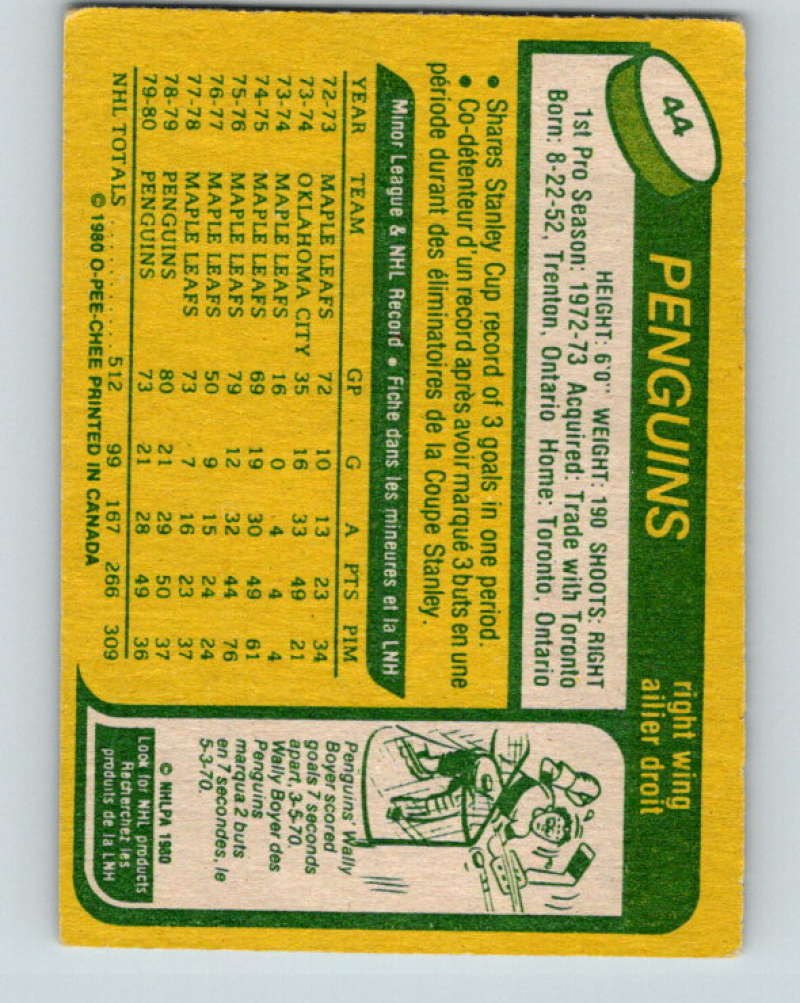 44
PENGUINS
right wing
ailier droit
HEIGHT: 6'0" WEIGHT: 190 SHOOTS: RIGHT
1st Pro Season: 1972-73 Acquired: Trade with Toronto
Born: 8-22-52, Trenton, Ontario Home: Toronto, Ontario
• Shares Stanley Cup record of 3 goals in one period.
• Co-détenteur d'un record après avoir marqué 3 buts en une
période durant des éliminatoires de la Coupe Stanley.
Minor League & NHL Record • Fiche dans les mineures et la LNH
YEAR TEAM GP G A PTS PIM
72-73 MAPLE LEAFS 72 10 13 23 34
73-74 OKLAHOMA CITY 35 16 33 49 21
73-74 MAPLE LEAFS 16 0 4 4 4
74-75 MAPLE LEAFS 69 19 30 49 61
75-76 MAPLE LEAFS 79 12 32 44 76
76-77 MAPLE LEAFS 50 9 15 24 24
77-78 MAPLE LEAFS 73 7 16 23 37
78-79 PENGUINS 80 21 29 50 37
79-80 PENGUINS 73 21 28 49 36
NHL TOTALS ......... 512 99 167 266 309
© 1980 O-PEE-CHEE PRINTED IN CANADA
Penguins' Wally
Boyer scored
goals 7 seconds
apart, 3-5-70.
Wally Boyer des
Penguins
marqua 2 buts
en 7 secondes, le
5-3-70.
© NHLPA 1980
Look for NHL products
Recherchez les
produits de la LNH